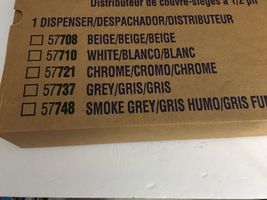 Distributeur de couvre-sièges à 1/2 pli
1 DISPENSER/DESPACHADOR/DISTRIBUTEUR
57708 BEIGE/BEIGE/BEIGE
57710 WHITE/BLANCO/BLANC
57721 CHROME/CROMO/CHROME
57737 GREY/GRIS/GRIS
57748 SMOKE GREY/GRIS HUMO/GRIS